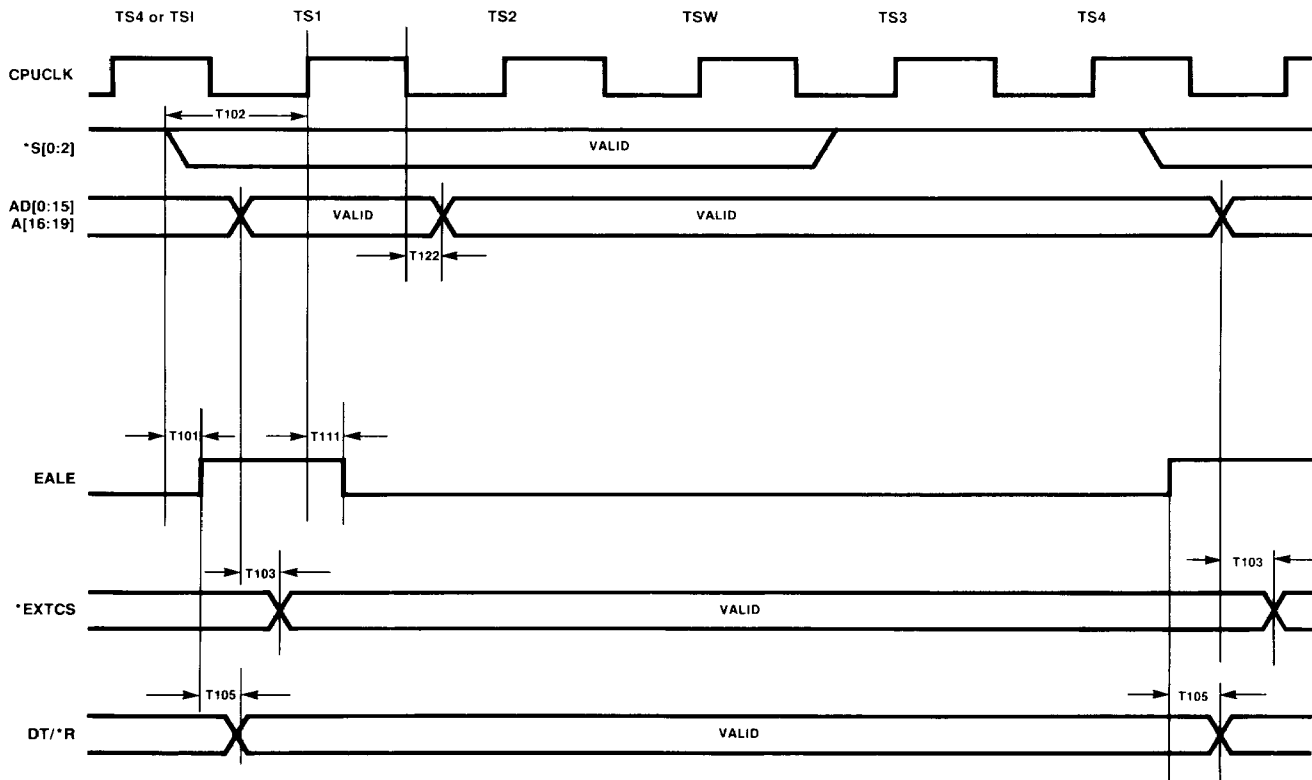 TS4 or TSI TS1 TS2 TSW TS3 TS4
CPUCLK
T102
*S[0:2] VALID
AD[0:15]
A[16:19]
VALID VALID
T122
T101 T111
EALE
T103 T103
*EXTCS VALID
T105 T105
DT/*R VALID